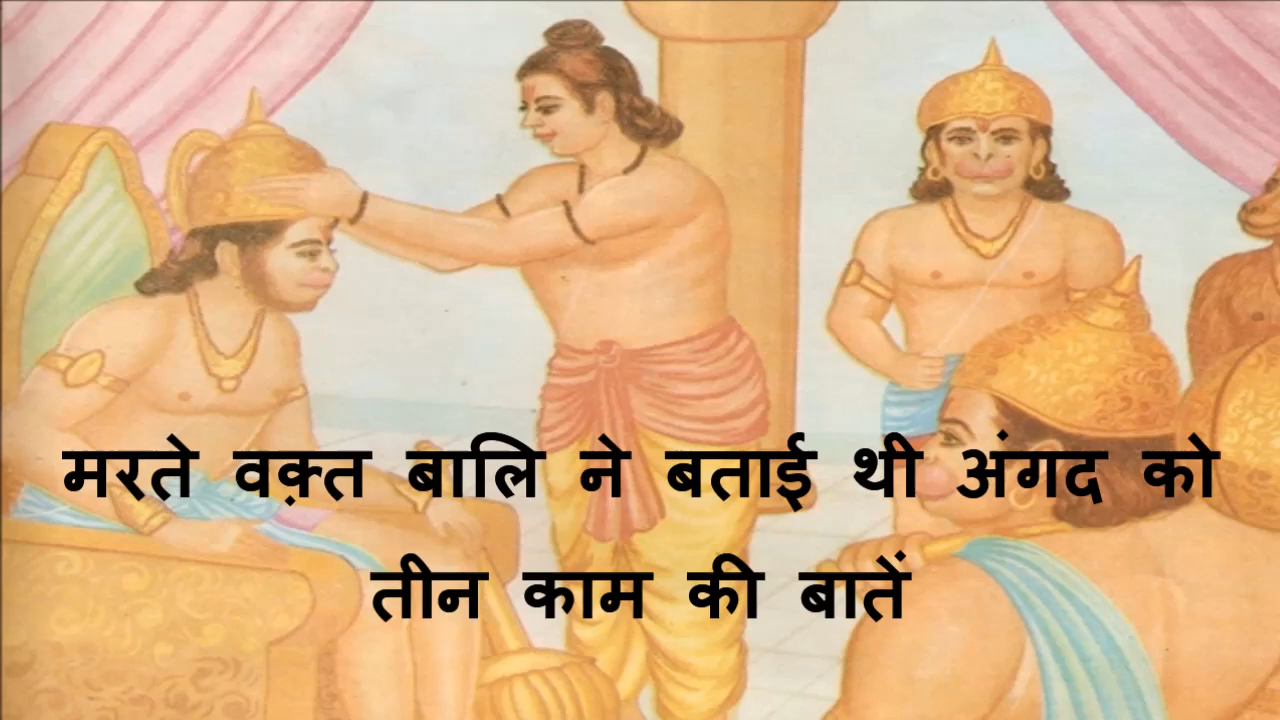 मरते वक़्त बालि ने बताई थी अंगद को
तीन काम की बातें